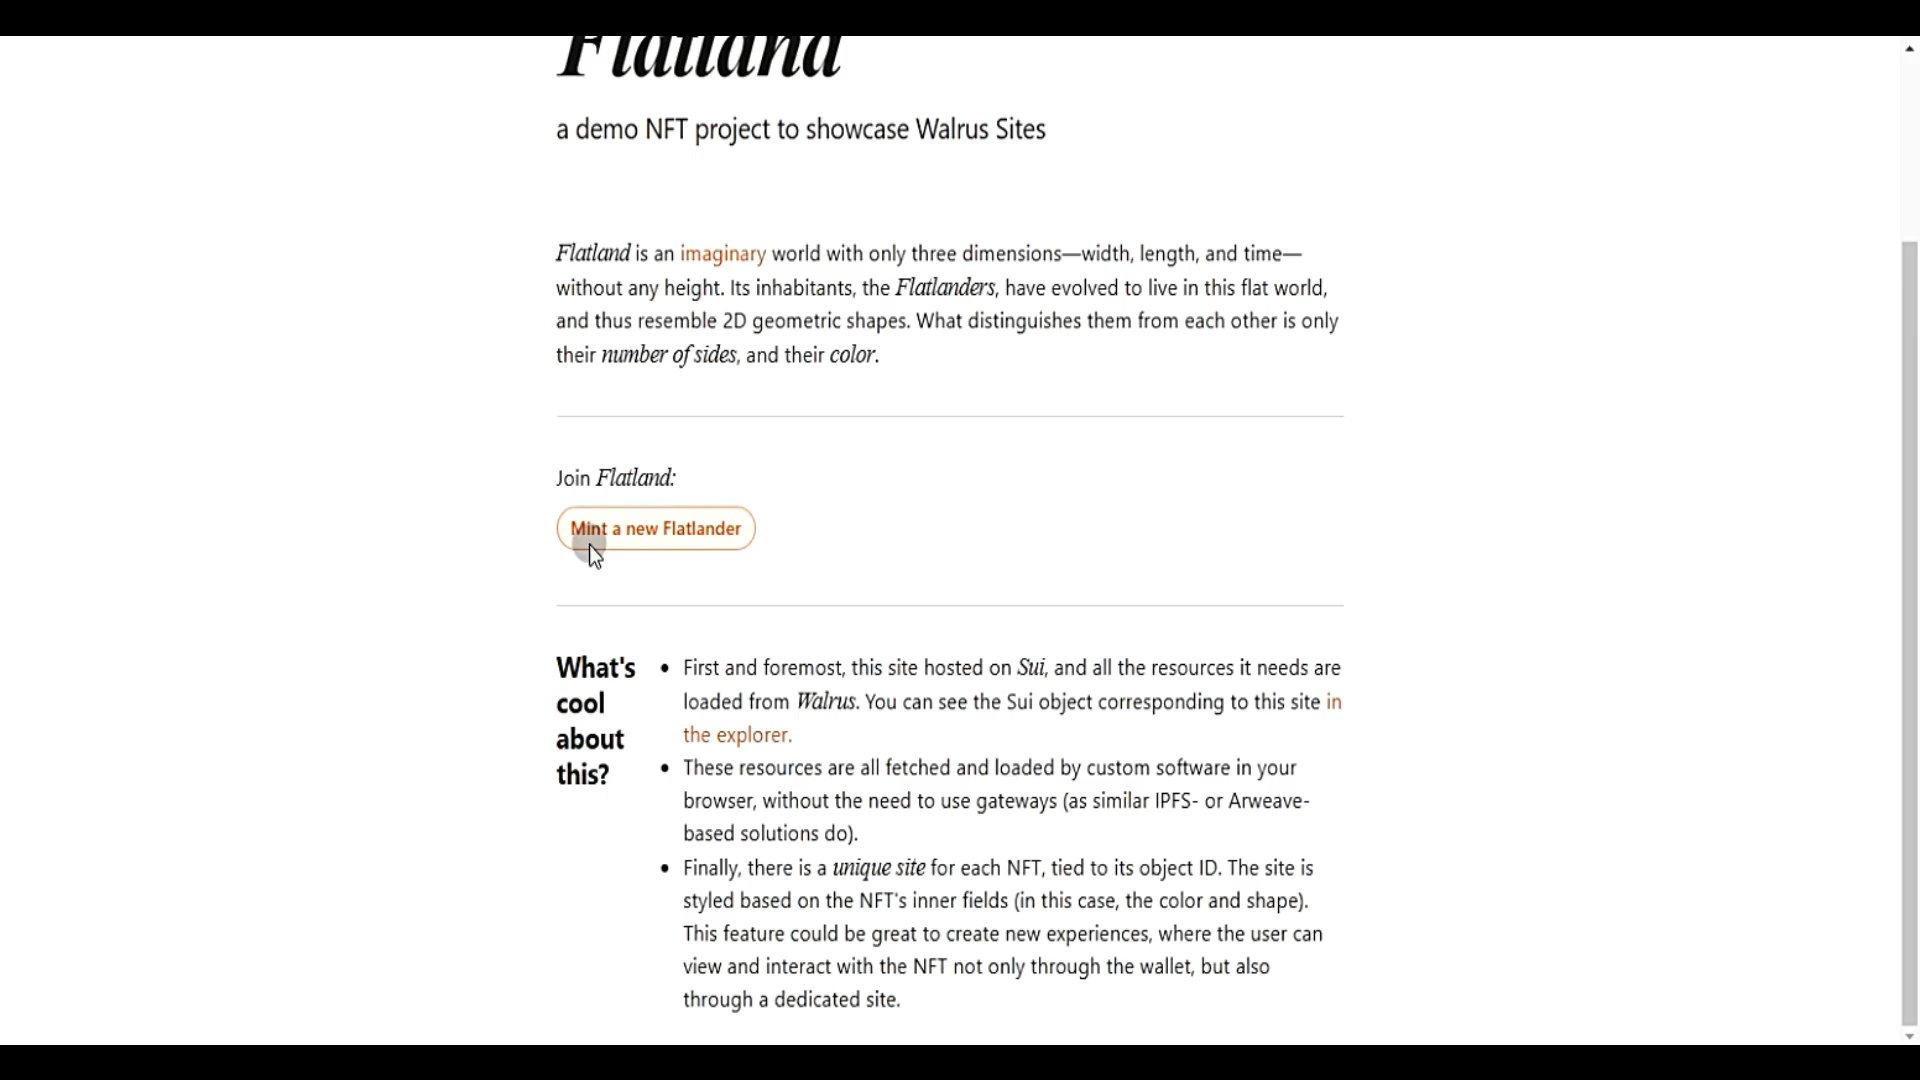 Flatland
a demo NFT project to showcase Walrus Sites
Flatland is an imaginary world with only three dimensions—width, length, and time—
without any height. Its inhabitants, the Flatlanders, have evolved to live in this flat world,
and thus resemble 2D geometric shapes. What distinguishes them from each other is only
their number of sides, and their color.
Join Flatland:
Mint a new Flatlander
What's
cool
about
this?
• First and foremost, this site hosted on Sui, and all the resources it needs are
loaded from Walrus. You can see the Sui object corresponding to this site in
the explorer.
• These resources are all fetched and loaded by custom software in your
browser, without the need to use gateways (as similar IPFS- or Arweave-
based solutions do).
• Finally, there is a unique site for each NFT, tied to its object ID. The site is
styled based on the NFT's inner fields (in this case, the color and shape).
This feature could be great to create new experiences, where the user can
view and interact with the NFT not only through the wallet, but also
through a dedicated site.